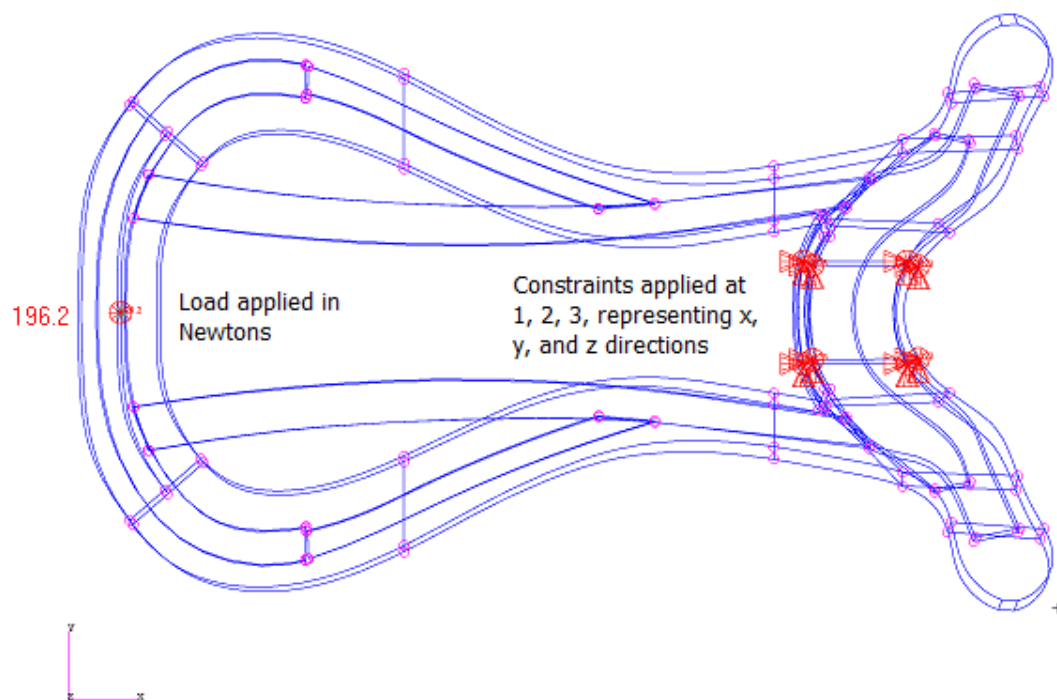 196.2
Load applied in
Newtons
Constraints applied at
1, 2, 3, representing x,
y, and z directions
Y
z
x